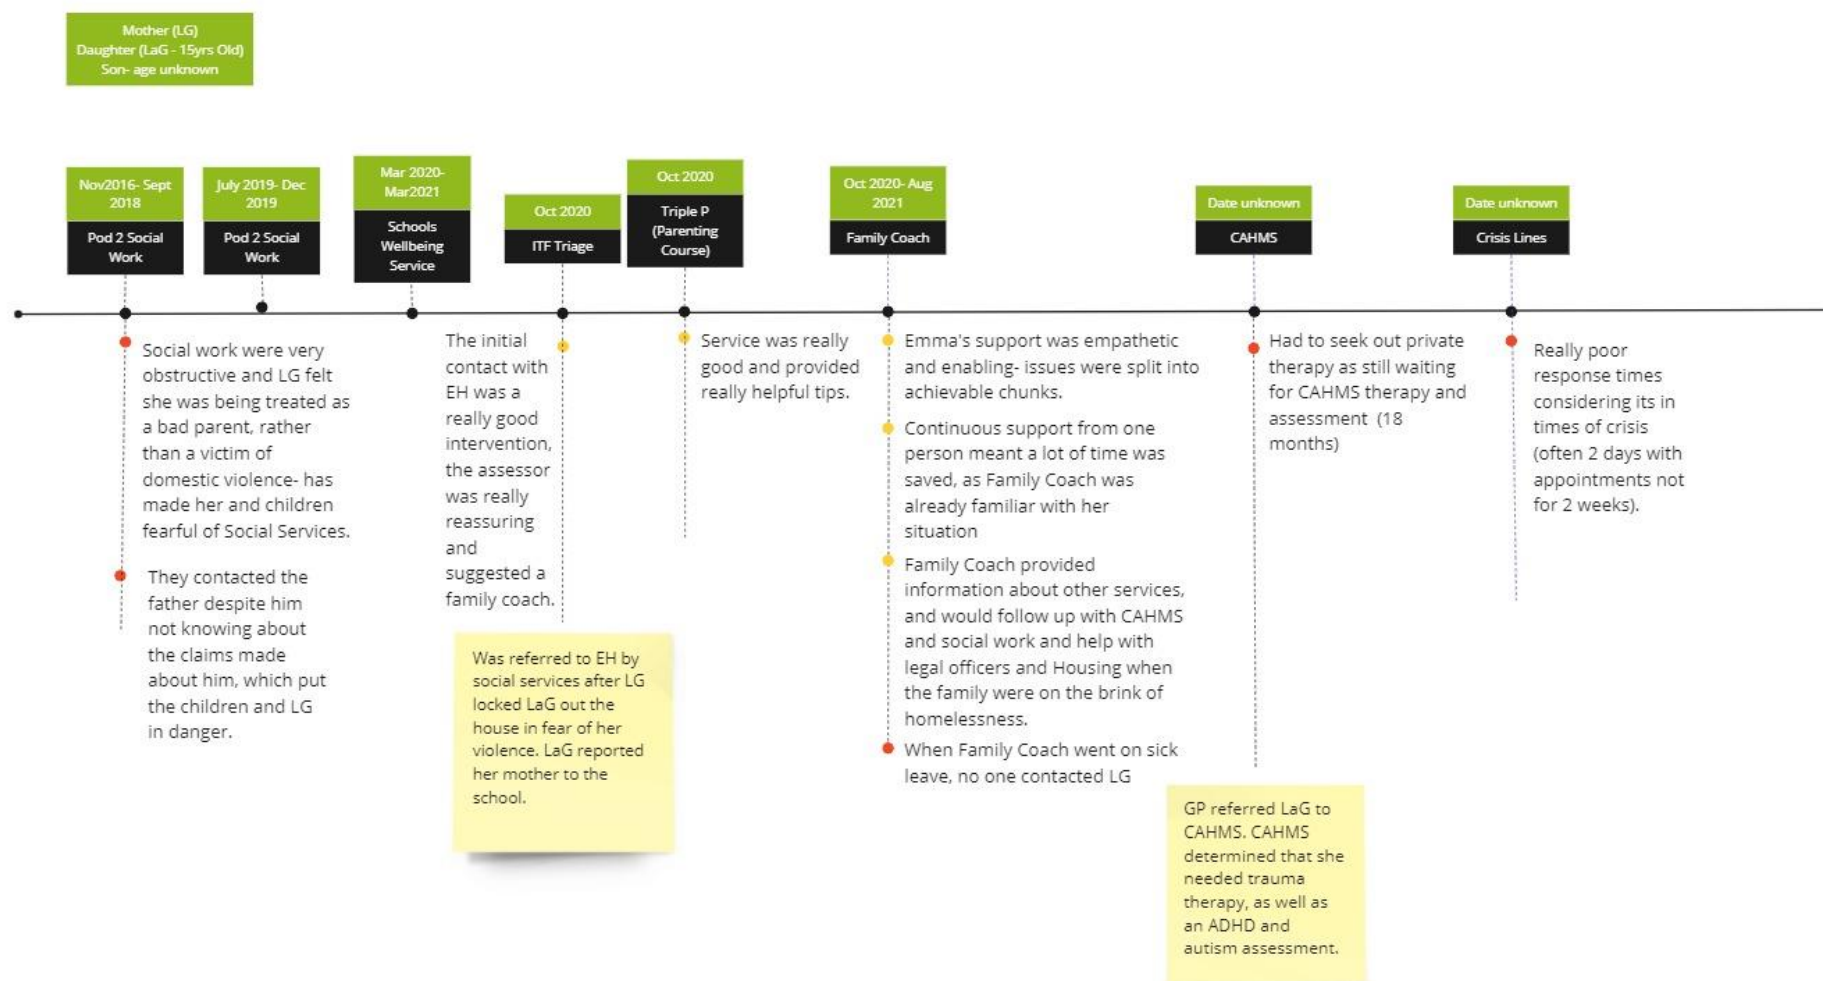 Mother (LG)
Daughter (LaG - 15yrs Old)
Son- age unknown
Nov2016- Sept
2018
Pod 2 Social
Work
July 2019- Dec
2019
Pod 2 Social
Work
Mar 2020-
Mar2021
Schools
Wellbeing
Service
Oct 2020
ITF Triage
Oct 2020
Triple P
(Parenting
Course)
Oct 2020- Aug
2021
Family Coach
Date unknown
CAHMS
Date unknown
Crisis Lines
Social work were very
obstructive and LG felt
she was being treated as
a bad parent, rather
than a victim of
domestic violence- has
made her and children
fearful of Social Services.
They contacted the
father despite him
not knowing about
the claims made
about him, which put
the children and LG
in danger.
The initial
contact with
EH was a
really good
intervention,
the assessor
was really
reassuring
and
suggested a
family coach.
Was referred to EH by
social services after LG
locked LaG out the
house in fear of her
violence. LaG reported
her mother to the
school.
Service was really
good and provided
really helpful tips.
Emma's support was empathetic
and enabling- issues were split into
achievable chunks.
Continuous support from one
person meant a lot of time was
saved, as Family Coach was
already familiar with her
situation
Family Coach provided
information about other services,
and would follow up with CAHMS
and social work and help with
legal officers and Housing when
the family were on the brink of
homelessness.
When Family Coach went on sick
leave, no one contacted LG
Had to seek out private
therapy as still waiting
for CAHMS therapy and
assessment (18
months)
GP referred LaG to
CAHMS. CAHMS
determined that she
needed trauma
therapy, as well as
an ADHD and
autism assessment.
Really poor
response times
considering its in
times of crisis
(often 2 days with
appointments not
for 2 weeks).